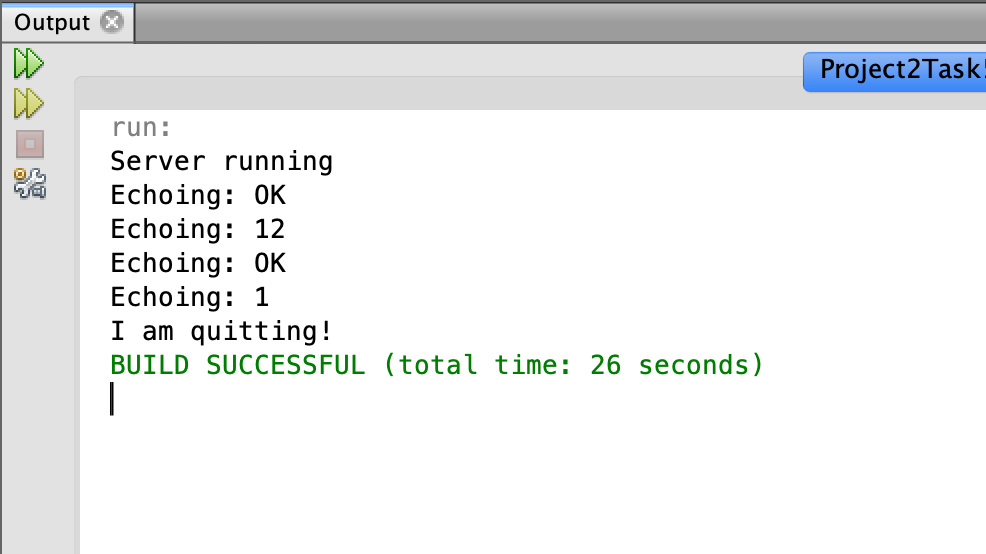 Output
Project2Task5
run:
Server running
Echoing: OK
Echoing: 12
Echoing: OK
Echoing: 1
I am quitting!
BUILD SUCCESSFUL (total time: 26 seconds)